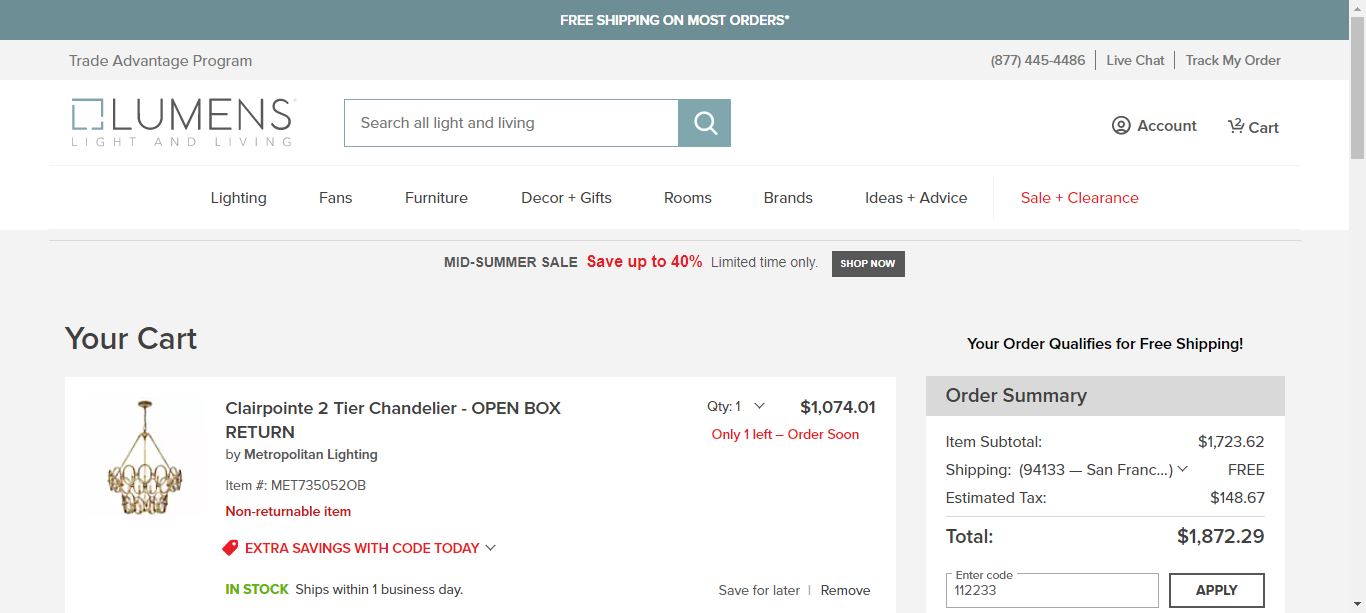 FREE SHIPPING ON MOST ORDERS*
Trade Advantage Program
(877) 445-4486
Live Chat
Track My Order
LUMENS
LIGHT AND LIVING
Search all light and living
Account
2
Cart
Lighting
Fans
Furniture
Decor + Gifts
Rooms
Brands
Ideas + Advice
Sale + Clearance
MID-SUMMER SALE Save up to 40% Limited time only. SHOP NOW
Your Cart
Clairpointe 2 Tier Chandelier - OPEN BOX
RETURN
by Metropolitan Lighting
Item #: MET735052OB
Non-returnable item
EXTRA SAVINGS WITH CODE TODAY
IN STOCK Ships within 1 business day.
Qty: 1
$1,074.01
Only 1 left – Order Soon
Save for later | Remove
Your Order Qualifies for Free Shipping!
Order Summary
Item Subtotal: $1,723.62
Shipping: (94133 — San Franc...) FREE
Estimated Tax: $148.67
Total: $1,872.29
Enter code
112233
APPLY